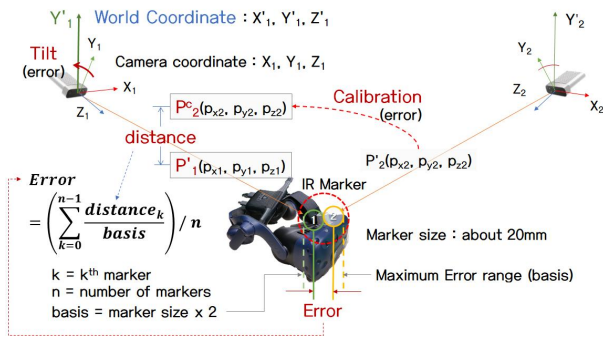 Y'1 World Coordinate : X'1, Y'1, Z'1
Y'2
Tilt
(error)
Y1
Camera coordinate : X1, Y1, Z1
Y2
X1
Z1
Z2
X2
Pc2(px2, py2, pz2)
Calibration
(error)
distance
P'1(px1, py1, pz1)
P'2(px2, py2, pz2)
Error
= (∑ n-1 k=0 distancek / basis) / n
IR Marker
1
2
Marker size : about 20mm
k = kth marker
n = number of markers
basis = marker size x 2
Maximum Error range (basis)
Error